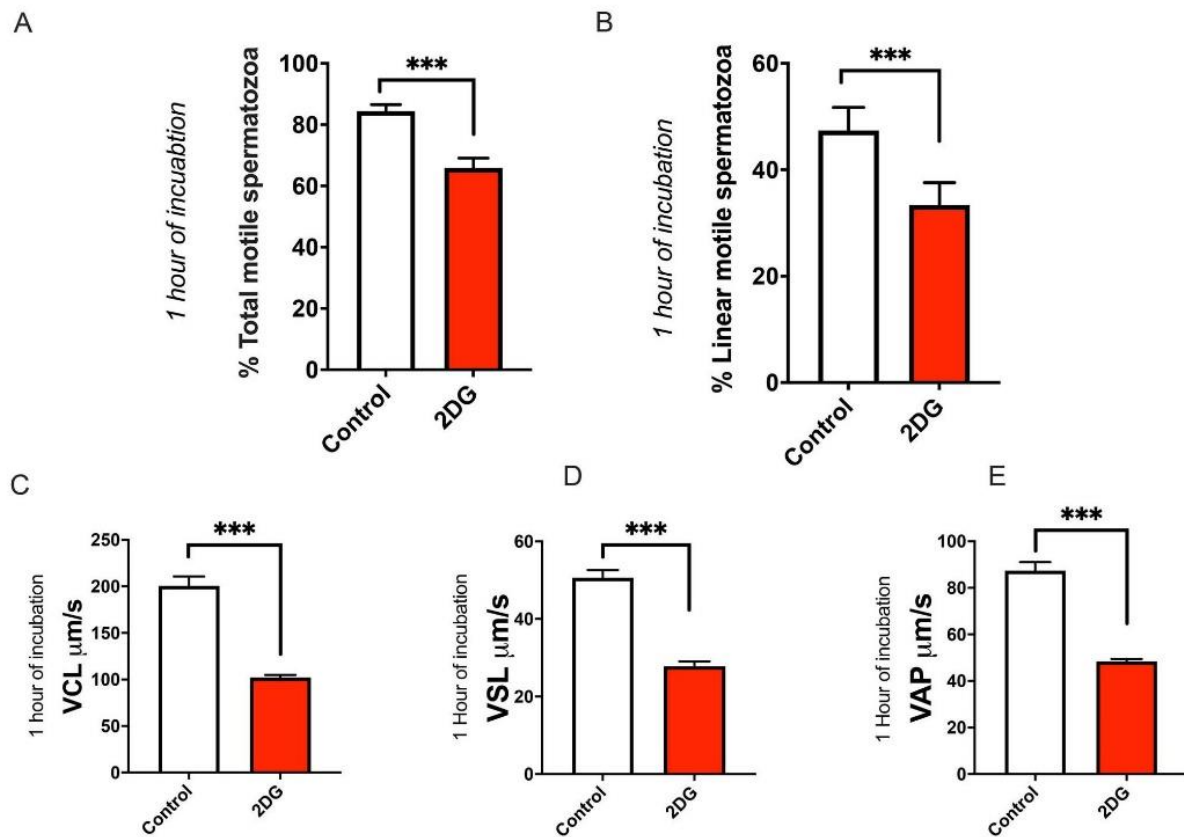 A
1 hour of incuabtion
% Total motile spermatozoa
100
80
60
40
20
0
***
Control
2DG
B
1 hour of incubation
% Linear motile spermatozoa
60
40
20
0
***
Control
2DG
C
1 hour of incubation
VCL μm/s
250
200
150
100
50
0
***
Control
2DG
D
1 Hour of incubation
VSL μm/s
60
40
20
0
***
Control
2DG
E
1 Hour of incubation
VAP μm/s
100
80
60
40
20
0
***
Control
2DG